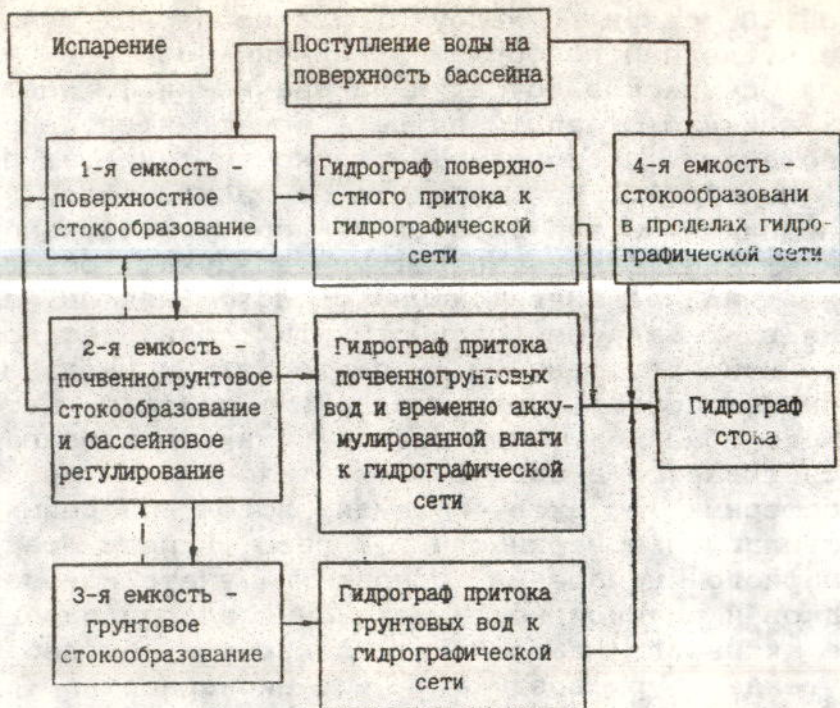 Испарение
Поступление воды на
поверхность бассейна
1-я емкость -
поверхностное
стокообразование
Гидрограф поверхно-
стного притока к
гидрографической
сети
4-я емкость -
стокообразовани
в пределах гидро-
графической сети
2-я емкость -
почвенногрунтовое
стокообразование
и бассейновое
регулирование
Гидрограф притока
почвенногрунтовых
вод и временно акку-
мулированной влаги
к гидрографической
сети
Гидрограф
стока
3-я емкость -
грунтовое
стокообразование
Гидрограф притока
грунтовых вод к
гидрографической
сети